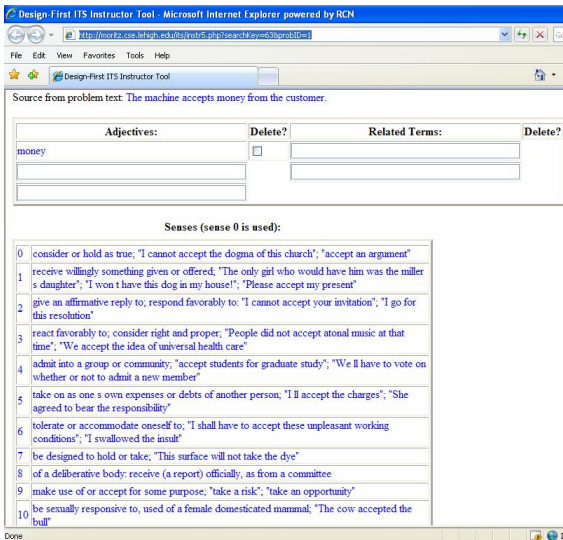 Design-First ITS Instructor Tool - Microsoft Internet Explorer powered by RCN
http://moritz.cse.lehigh.edu/its/instr5.php?searchKey=63&probID=1
File Edit View Favorites Tools Help
Design-First ITS Instructor Tool
Source from problem text: The machine accepts money from the customer.
Adjectives: Delete? Related Terms: Delete?
money
Senses (sense 0 is used):
0 consider or hold as true; "I cannot accept the dogma of this church"; "accept an argument"
1 receive willingly something given or offered; "The only girl who would have him was the miller
s daughter"; "I won t have this dog in my house!"; "Please accept my present"
2 give an affirmative reply to; respond favorably to: "I cannot accept your invitation"; "I go for
this resolution"
3 react favorably to; consider right and proper; "People did not accept atonal music at that
time"; "We accept the idea of universal health care"
4 admit into a group or community; "accept students for graduate study"; "We ll have to vote on
whether or not to admit a new member"
5 take on as one s own expenses or debts of another person; "I ll accept the charges"; "She
agreed to bear the responsibility"
6 tolerate or accommodate oneself to; "I shall have to accept these unpleasant working
conditions"; "I swallowed the insult"
7 be designed to hold or take; "This surface will not take the dye"
8 of a deliberative body: receive (a report) officially, as from a committee
9 make use of or accept for some purpose; "take a risk"; "take an opportunity"
10 be sexually responsive to, used of a female domesticated mammal; "The cow accepted the
bull"
Done